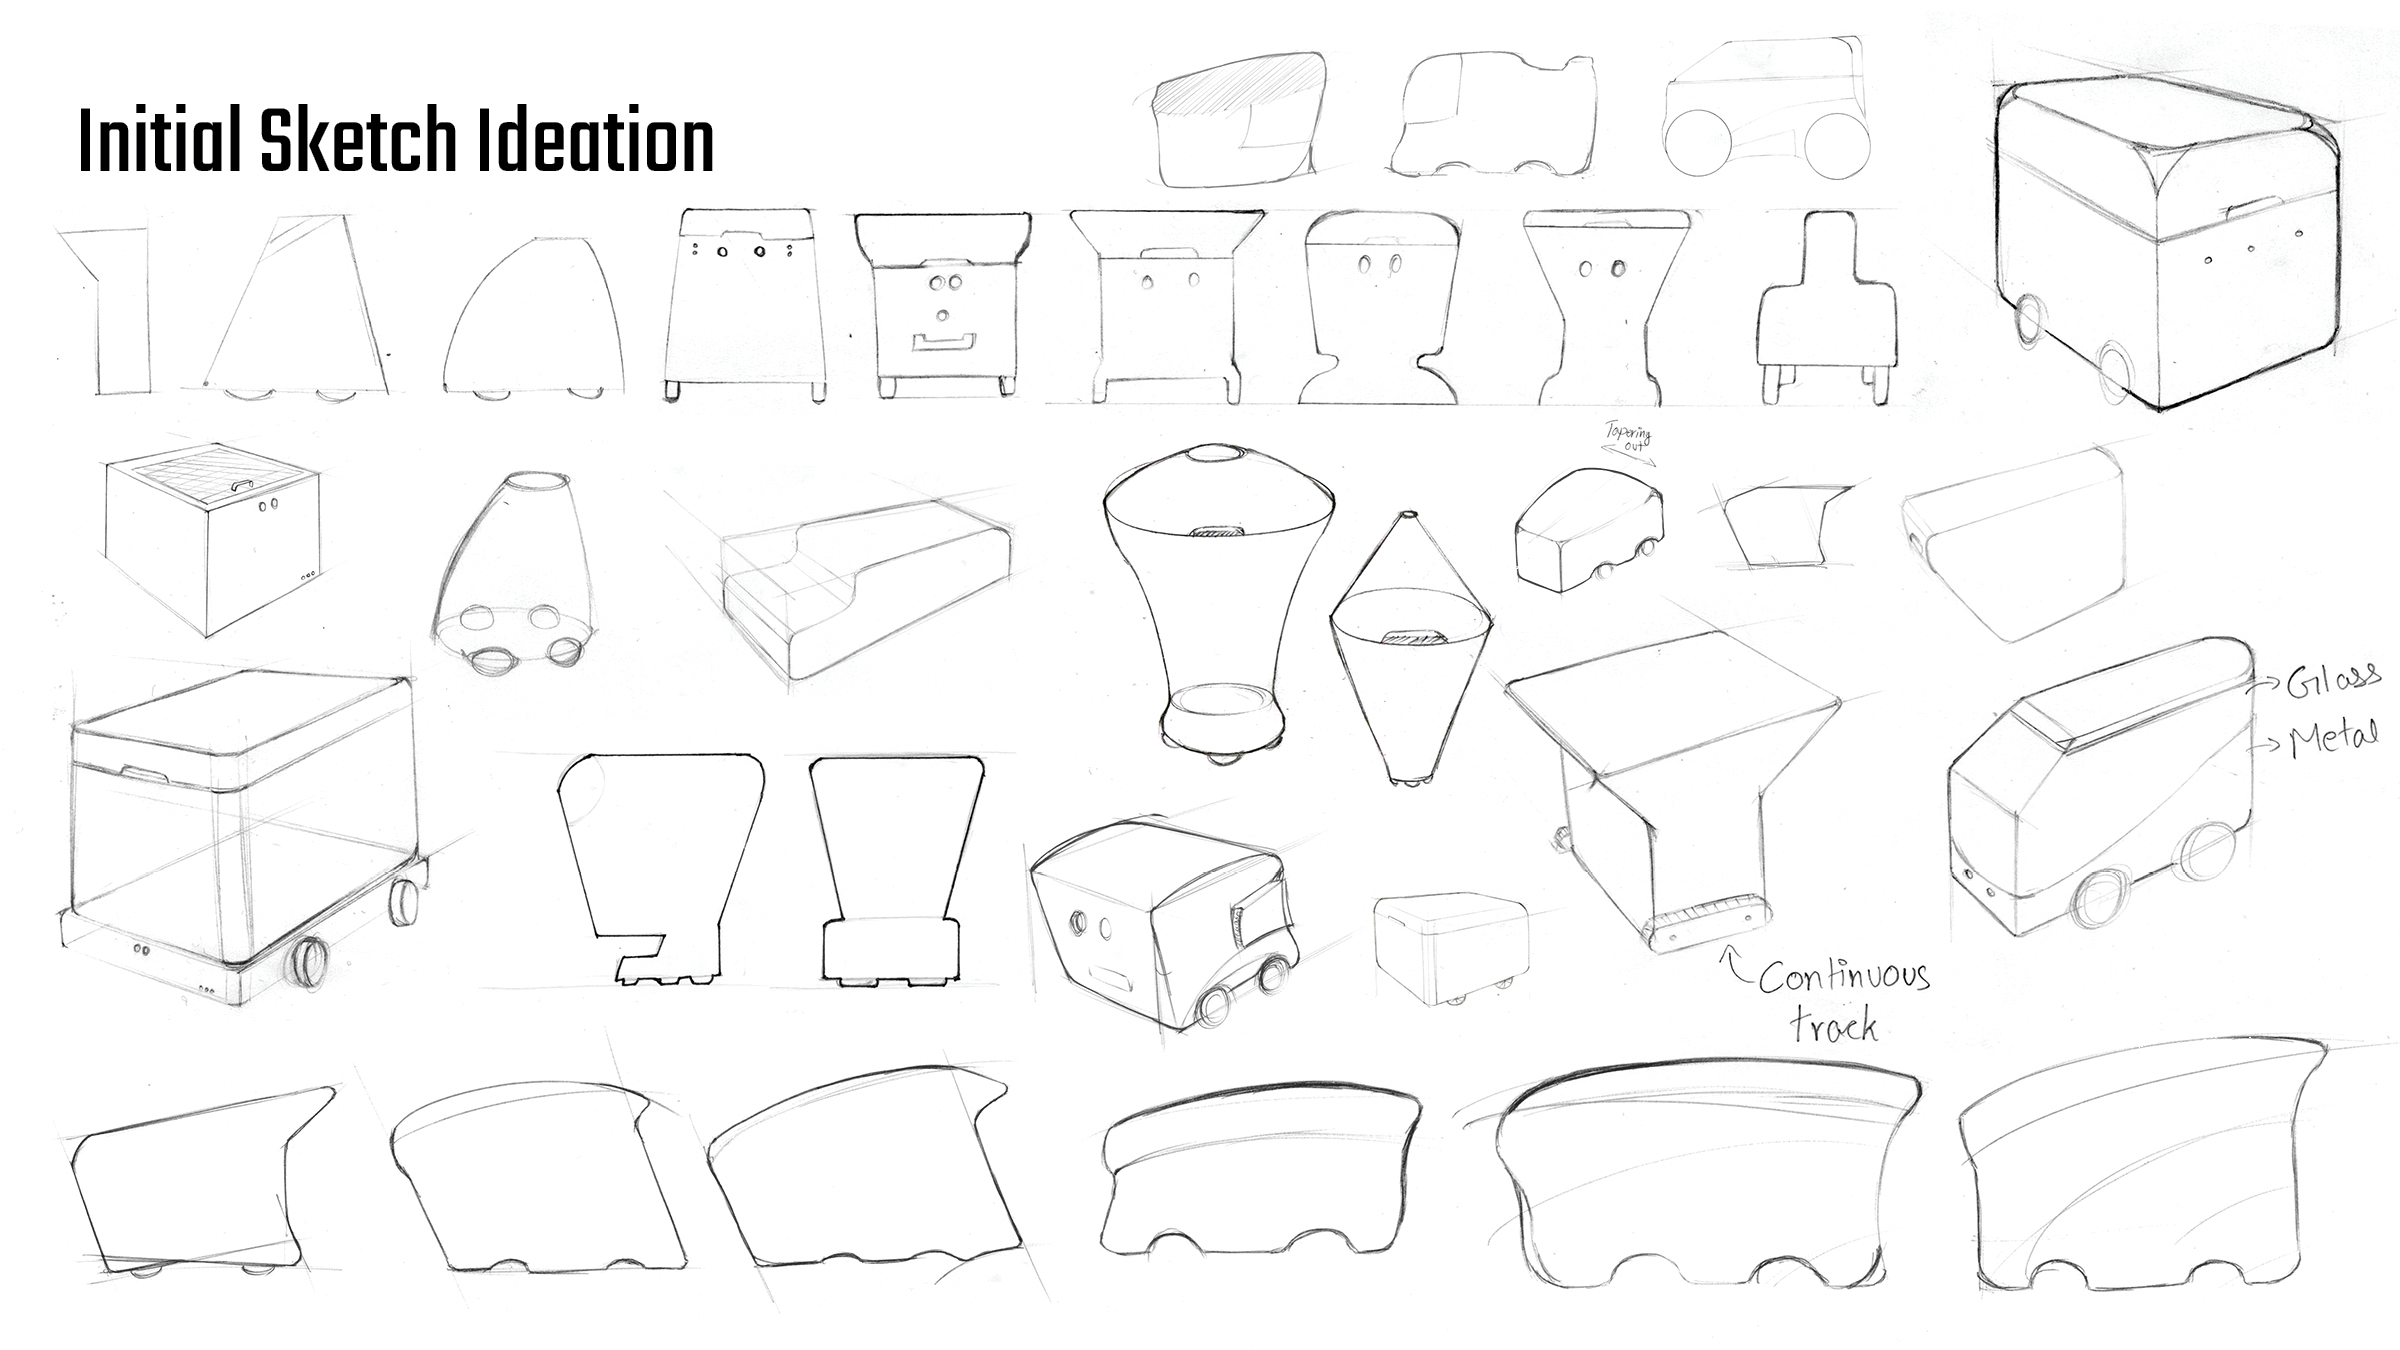 Initial Sketch Ideation
Tapering
out
Glass
Metal
Continuous
track